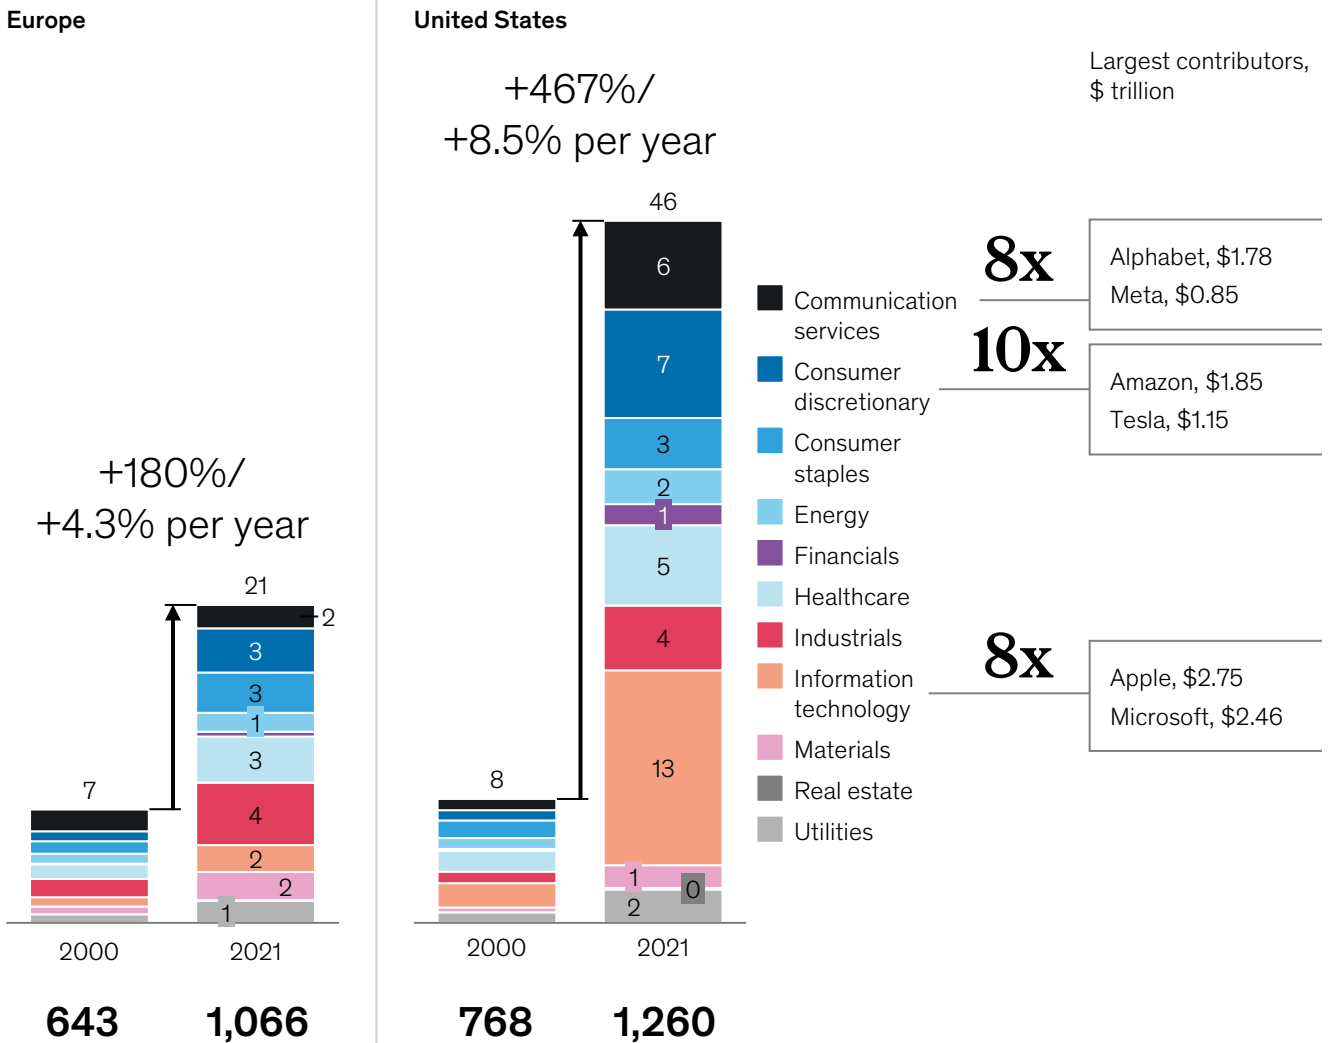 Europe
+180%/
+4.3% per year
7
21
2
3
3
1
3
4
2
2
1
2000
2021
643
1,066
United States
+467%/
+8.5% per year
8
46
6
7
3
2
1
5
4
13
1
0
2
2000
2021
768
1,260
Communication
services
Consumer
discretionary
Consumer
staples
Energy
Financials
Healthcare
Industrials
Information
technology
Materials
Real estate
Utilities
Largest contributors,
$ trillion
8x
Alphabet, $1.78
Meta, $0.85
10x
Amazon, $1.85
Tesla, $1.15
8x
Apple, $2.75
Microsoft, $2.46